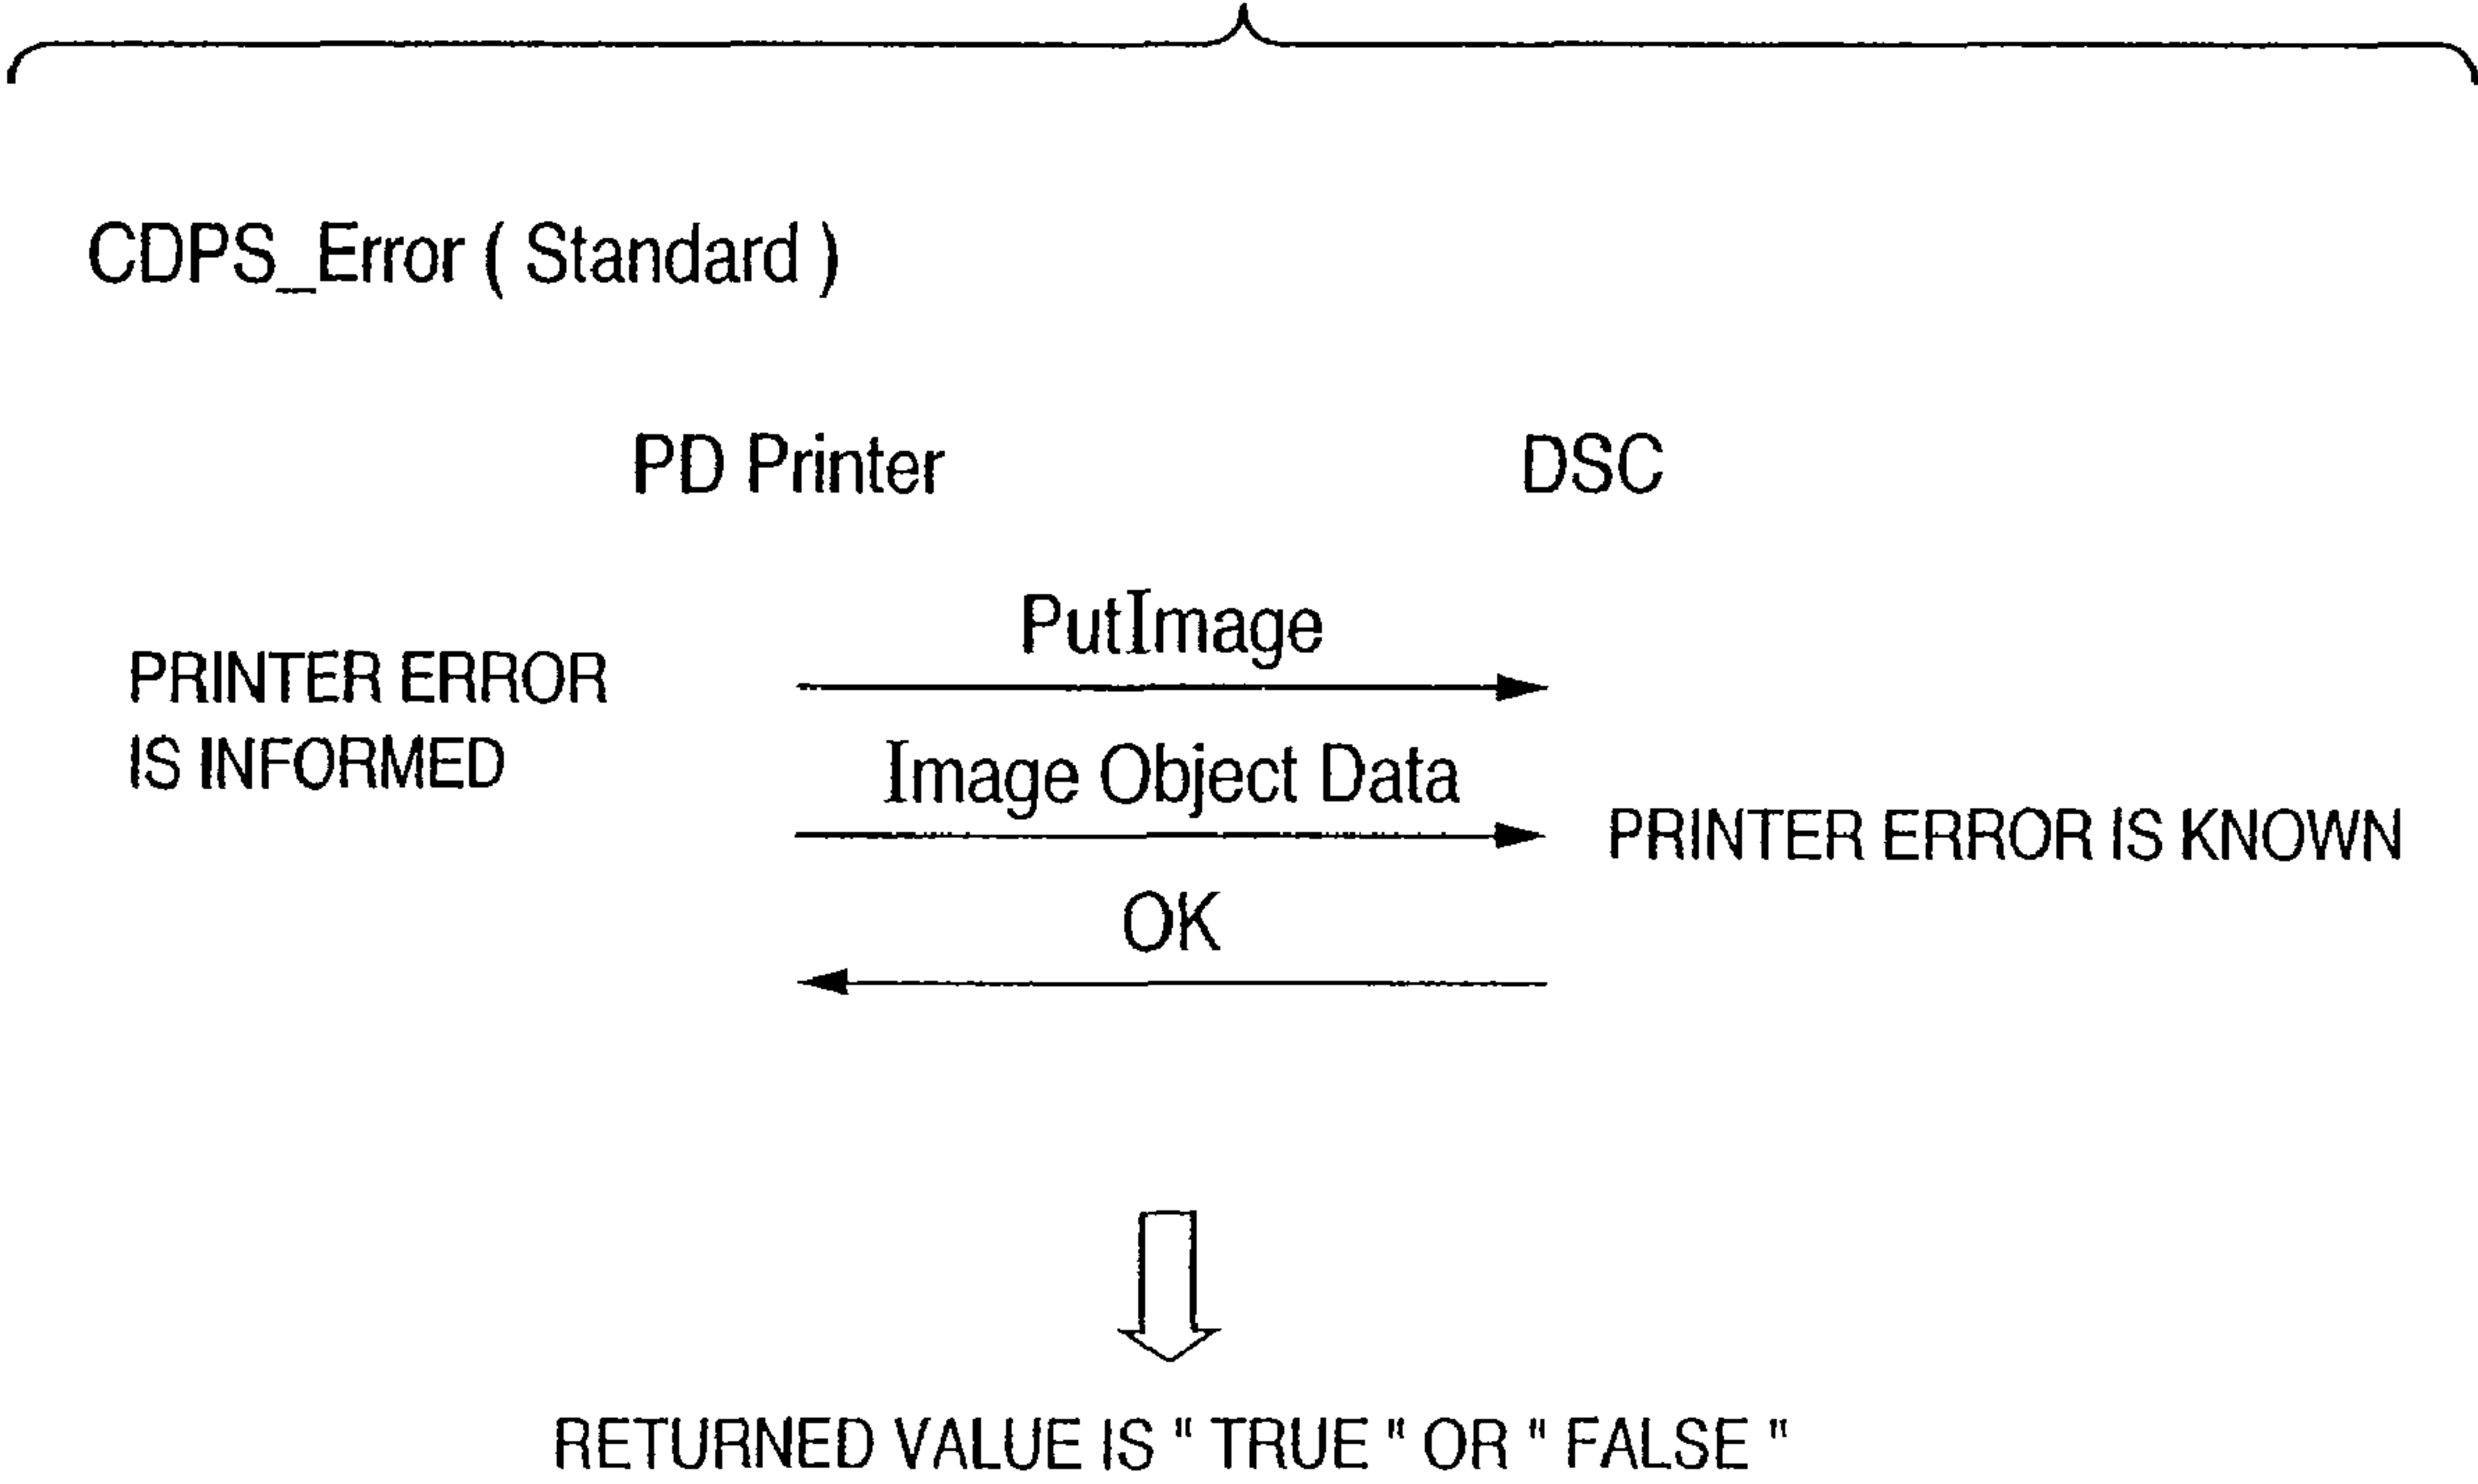 CDPS_Error ( Standard )
PD Printer
DSC
PutImage
PRINTER ERROR
IS INFORMED
Image Object Data
PRINTER ERROR IS KNOWN
OK
RETURNED VALUE IS " TRUE " OR " FALSE "